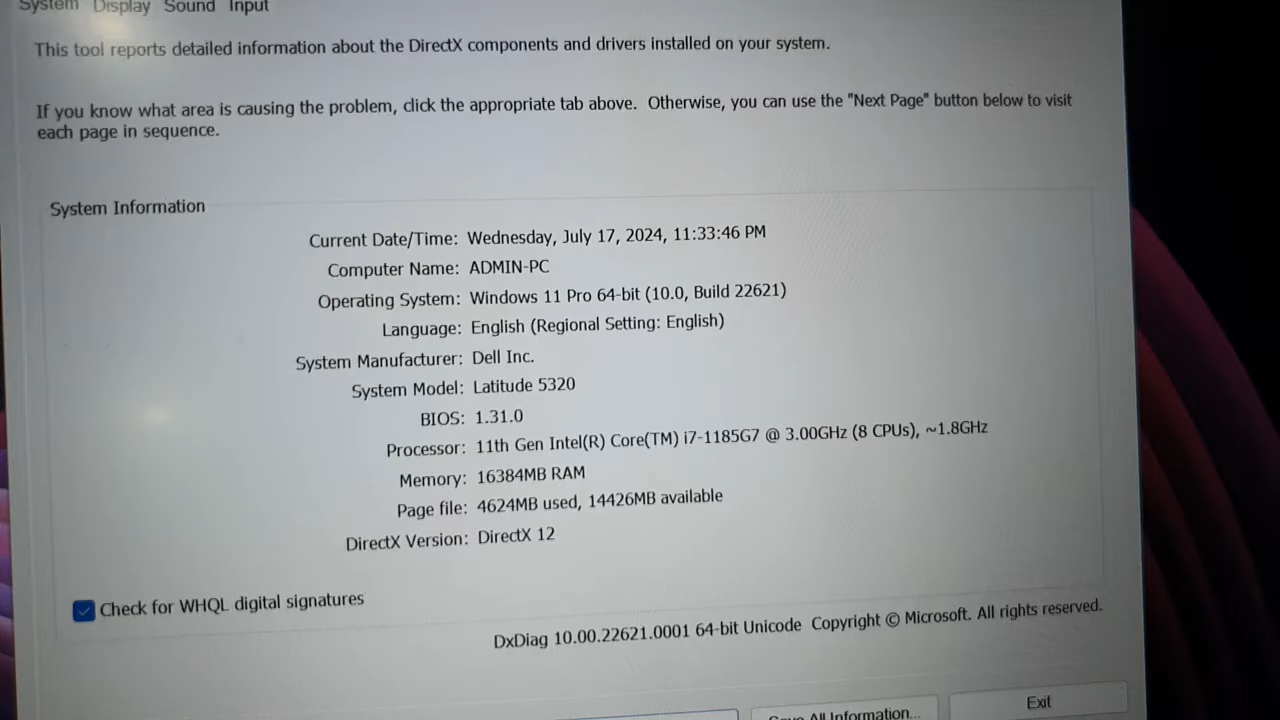 System Display Sound Input
This tool reports detailed information about the DirectX components and drivers installed on your system.
If you know what area is causing the problem, click the appropriate tab above. Otherwise, you can use the "Next Page" button below to visit
each page in sequence.
System Information
Current Date/Time: Wednesday, July 17, 2024, 11:33:46 PM
Computer Name: ADMIN-PC
Operating System: Windows 11 Pro 64-bit (10.0, Build 22621)
Language: English (Regional Setting: English)
System Manufacturer: Dell Inc.
System Model: Latitude 5320
BIOS: 1.31.0
Processor: 11th Gen Intel(R) Core(TM) i7-1185G7 @ 3.00GHz (8 CPUs), ~1.8GHz
Memory: 16384MB RAM
Page file: 4624MB used, 14426MB available
DirectX Version: DirectX 12
Check for WHQL digital signatures
DxDiag 10.00.22621.0001 64-bit Unicode Copyright © Microsoft. All rights reserved.
Save All Information... Exit